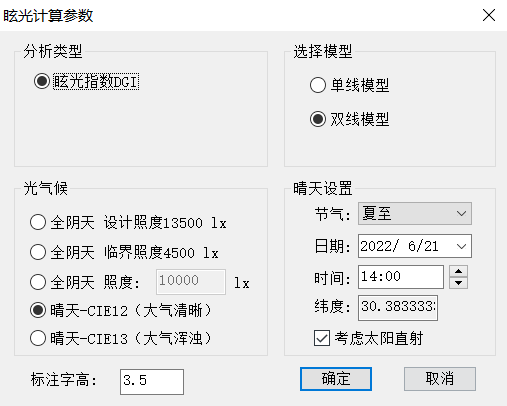 眩光计算参数
分析类型
眩光指数DGI
选择模型
单线模型
双线模型
光气候
全阴天 设计照度13500 lx
全阴天 临界照度4500 lx
全阴天 照度: 10000 lx
晴天-CIE12（大气清晰）
晴天-CIE13（大气浑浊）
晴天设置
节气: 夏至
日期: 2022/ 6/21
时间: 14:00
纬度: 30.383333
考虑太阳直射
标注字高: 3.5
确定
取消